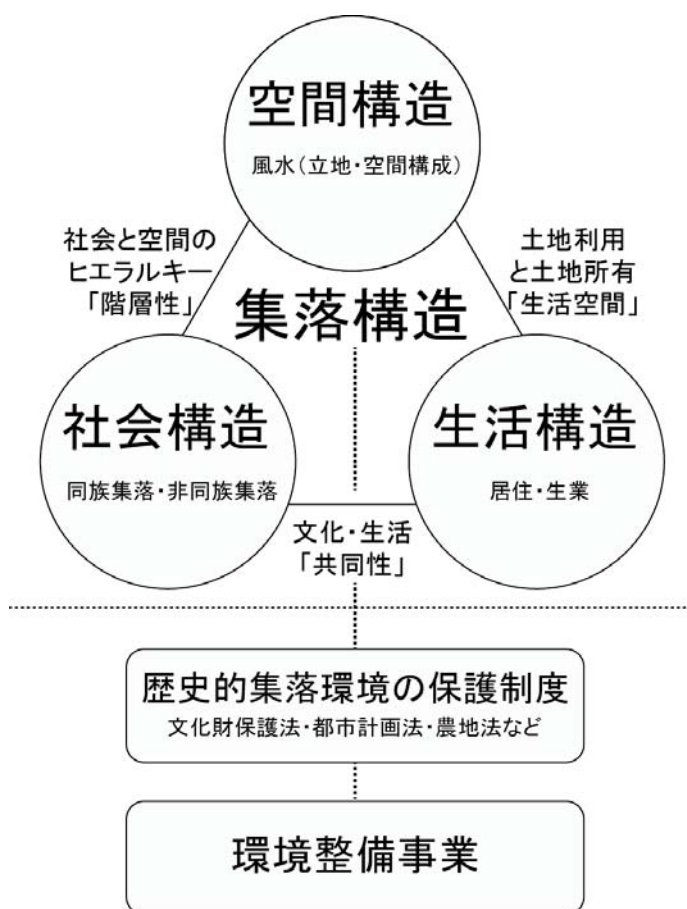 空間構造
風水（立地・空間構成）
社会と空間の
ヒエラルキー
「階層性」
土地利用
と土地所有
「生活空間」
集落構造
社会構造
同族集落・非同族集落
生活構造
居住・生業
文化・生活
「共同性」
歴史的集落環境の保護制度
文化財保護法・都市計画法・農地法など
環境整備事業